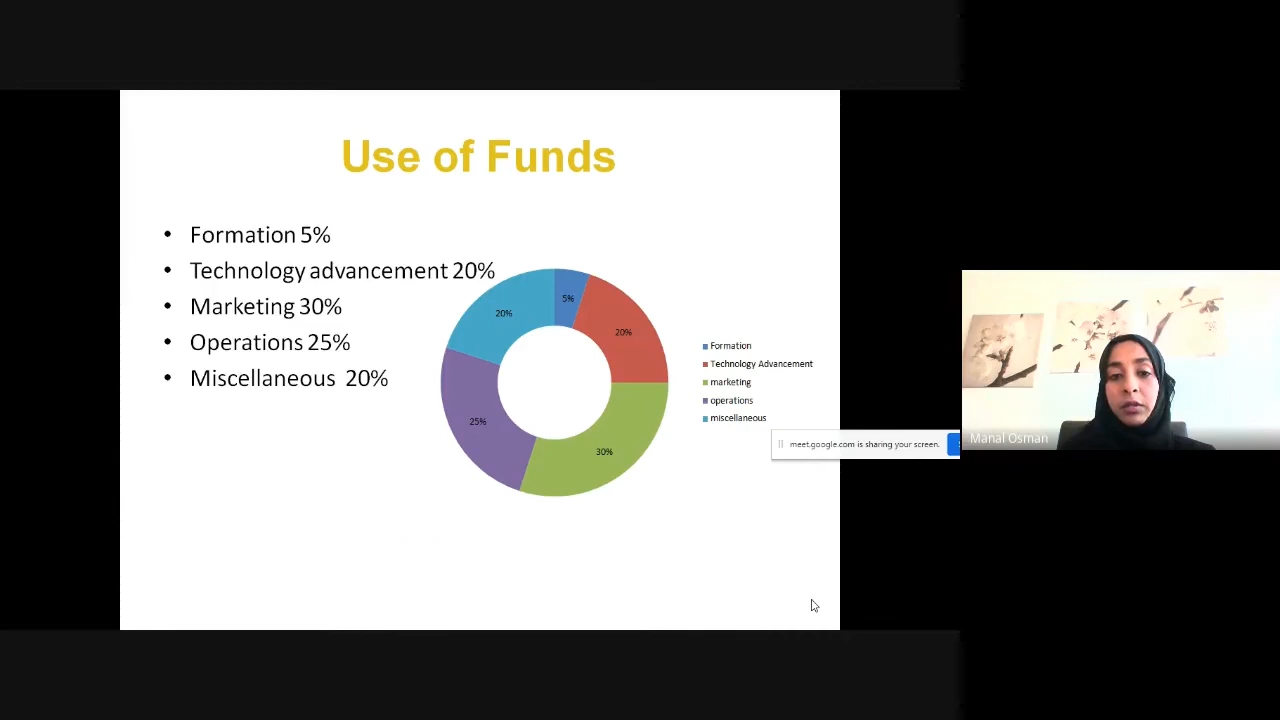 Use of Funds
• Formation 5%
• Technology advancement 20%
• Marketing 30%
• Operations 25%
• Miscellaneous 20%
5%
20%
30%
25%
20%
Formation
Technology Advancement
marketing
operations
miscellaneous
meet.google.com is sharing your screen.
Manal Osman